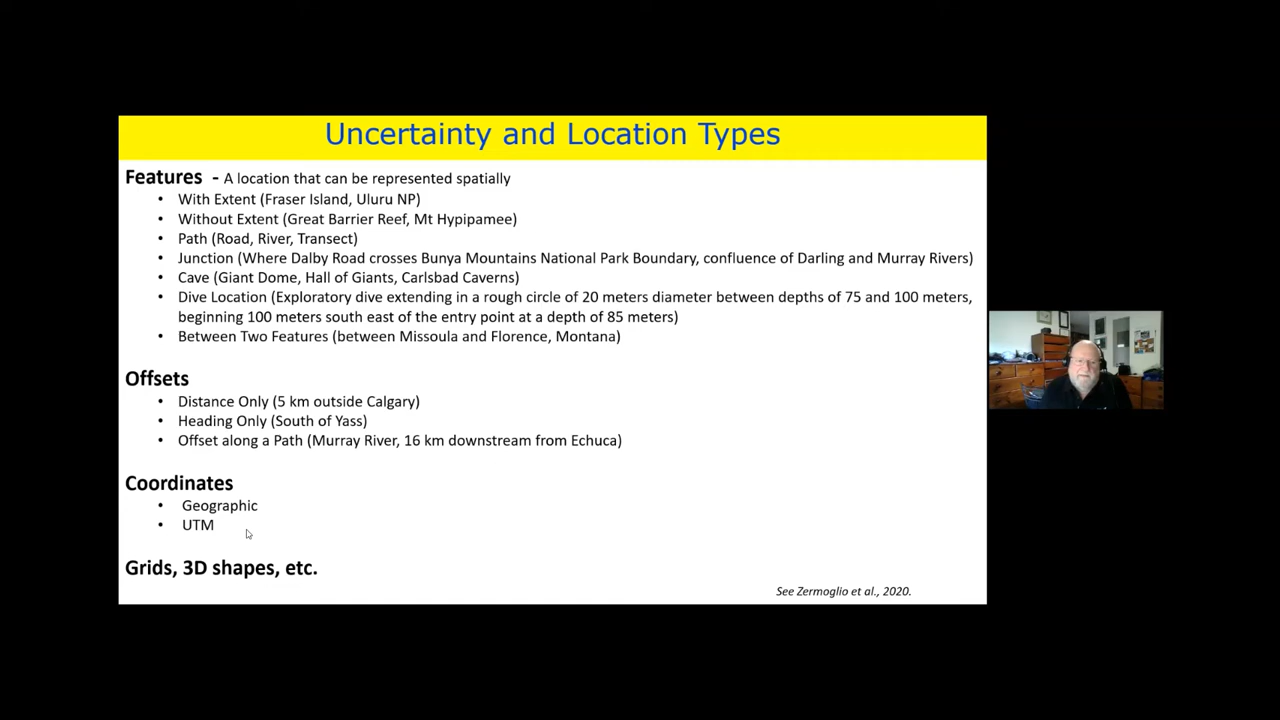 Uncertainty and Location Types
Features - A location that can be represented spatially
• With Extent (Fraser Island, Uluru NP)
• Without Extent (Great Barrier Reef, Mt Hypipamee)
• Path (Road, River, Transect)
• Junction (Where Dalby Road crosses Bunya Mountains National Park Boundary, confluence of Darling and Murray Rivers)
• Cave (Giant Dome, Hall of Giants, Carlsbad Caverns)
• Dive Location (Exploratory dive extending in a rough circle of 20 meters diameter between depths of 75 and 100 meters,
beginning 100 meters south east of the entry point at a depth of 85 meters)
• Between Two Features (between Missoula and Florence, Montana)
Offsets
• Distance Only (5 km outside Calgary)
• Heading Only (South of Yass)
• Offset along a Path (Murray River, 16 km downstream from Echuca)
Coordinates
• Geographic
• UTM
Grids, 3D shapes, etc.
See Zermoglio et al., 2020.